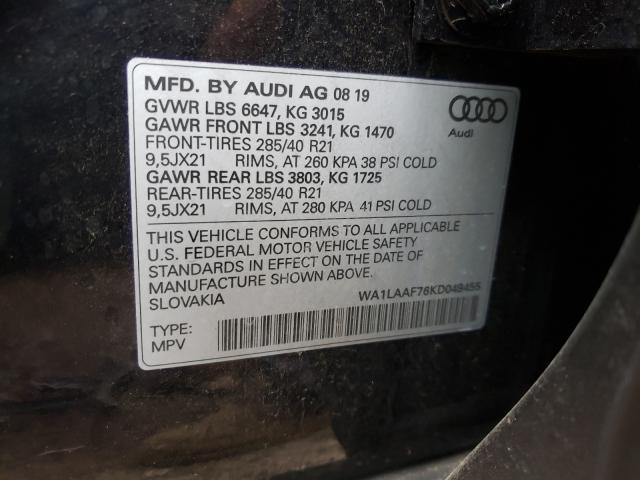 MFD. BY AUDI AG 08 19
GVWR LBS 6647, KG 3015
GAWR FRONT LBS 3241, KG 1470
FRONT-TIRES 285/40 R21
9,5JX21 RIMS, AT 260 KPA 38 PSI COLD
GAWR REAR LBS 3803, KG 1725
REAR-TIRES 285/40 R21
9,5JX21 RIMS, AT 280 KPA 41 PSI COLD
Audi
THIS VEHICLE CONFORMS TO ALL APPLICABLE
U.S. FEDERAL MOTOR VEHICLE SAFETY
STANDARDS IN EFFECT ON THE DATE OF
MANUFACTURE SHOWN ABOVE.
SLOVAKIA
WA1LAAF76KD049455
TYPE:
MPV